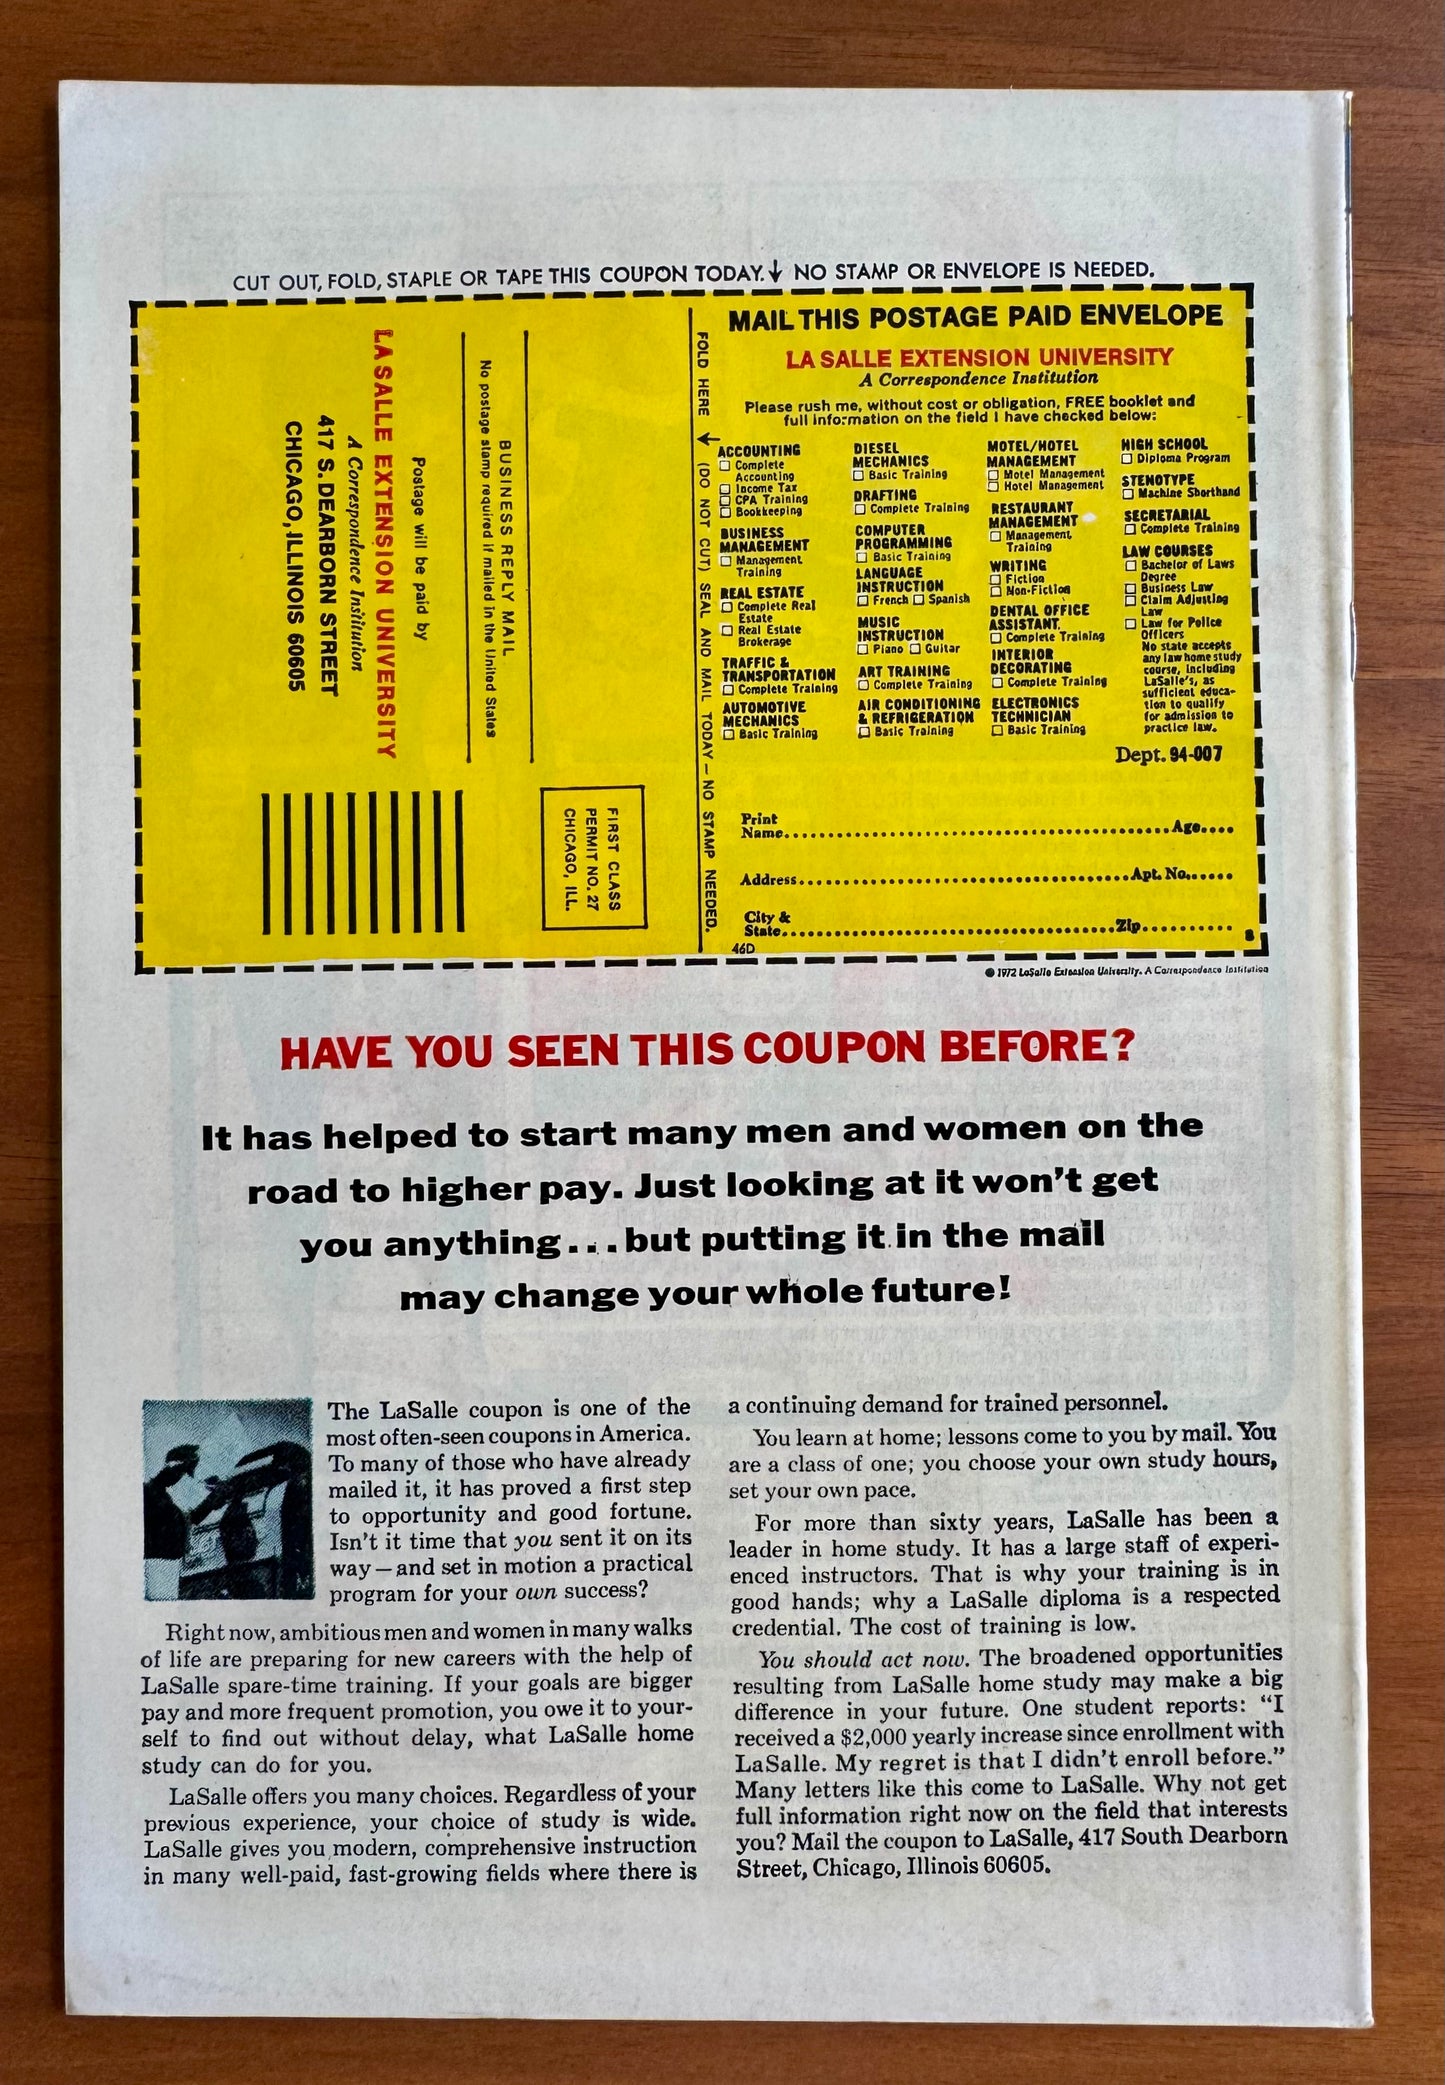 CUT OUT, FOLD, STAPLE OR TAPE THIS COUPON TODAY. ↓ NO STAMP OR ENVELOPE IS NEEDED.
LA SALLE EXTENSION UNIVERSITY
A Correspondence Institution
417 S. DEARBORN STREET
CHICAGO, ILLINOIS 60605
Postage will be paid by
BUSINESS REPLY MAIL
No postage stamp required if mailed in the United States
FIRST CLASS
PERMIT NO. 27
CHICAGO, ILL.
FOLD HERE ↓ (DO NOT CUT) SEAL AND MAIL TODAY — NO STAMP NEEDED.
MAIL THIS POSTAGE PAID ENVELOPE
LA SALLE EXTENSION UNIVERSITY
A Correspondence Institution
Please rush me, without cost or obligation, FREE booklet and
full information on the field I have checked below:
ACCOUNTING
☐ Complete
Accounting
☐ Income Tax
☐ CPA Training
☐ Bookkeeping
BUSINESS
MANAGEMENT
☐ Management
Training
REAL ESTATE
☐ Complete Real
Estate
☐ Real Estate
Brokerage
TRAFFIC &
TRANSPORTATION
☐ Complete Training
AUTOMOTIVE
MECHANICS
☐ Basic Training
DIESEL
MECHANICS
☐ Basic Training
DRAFTING
☐ Complete Training
COMPUTER
PROGRAMMING
☐ Basic Training
LANGUAGE
INSTRUCTION
☐ French ☐ Spanish
MUSIC
INSTRUCTION
☐ Piano ☐ Guitar
ART TRAINING
☐ Complete Training
AIR CONDITIONING
& REFRIGERATION
☐ Basic Training
MOTEL/HOTEL
MANAGEMENT
☐ Motel Management
☐ Hotel Management
RESTAURANT
MANAGEMENT
☐ Management
Training
WRITING
☐ Fiction
☐ Non-Fiction
DENTAL OFFICE
ASSISTANT
☐ Complete Training
INTERIOR
DECORATING
☐ Complete Training
ELECTRONICS
TECHNICIAN
☐ Basic Training
HIGH SCHOOL
☐ Diploma Program
STENOTYPE
☐ Machine Shorthand
SECRETARIAL
☐ Complete Training
LAW COURSES
☐ Bachelor of Laws
Degree
☐ Business Law
☐ Claim Adjusting
Law
☐ Law for Police
Officers
No state accepts
any law home study
course, including
LaSalle's, as
sufficient educa-
tion to qualify
for admission to
practice law.
Dept. 94-007
Print
Name..........Age....
Address..........Apt. No.......
City &
State..........Zip..........
46D
© 1972 LaSalle Extension University. A Correspondence Institution
HAVE YOU SEEN THIS COUPON BEFORE?
It has helped to start many men and women on the
road to higher pay. Just looking at it won't get
you anything... but putting it in the mail
may change your whole future!
The LaSalle coupon is one of the
most often-seen coupons in America.
To many of those who have already
mailed it, it has proved a first step
to opportunity and good fortune.
Isn't it time that you sent it on its
way—and set in motion a practical
program for your own success?
Right now, ambitious men and women in many walks
of life are preparing for new careers with the help of
LaSalle spare-time training. If your goals are bigger
pay and more frequent promotion, you owe it to your-
self to find out without delay, what LaSalle home
study can do for you.
LaSalle offers you many choices. Regardless of your
previous experience, your choice of study is wide.
LaSalle gives you modern, comprehensive instruction
in many well-paid, fast-growing fields where there is
a continuing demand for trained personnel.
You learn at home; lessons come to you by mail. You
are a class of one; you choose your own study hours,
set your own pace.
For more than sixty years, LaSalle has been a
leader in home study. It has a large staff of experi-
enced instructors. That is why your training is in
good hands; why a LaSalle diploma is a respected
credential. The cost of training is low.
You should act now. The broadened opportunities
resulting from LaSalle home study may make a big
difference in your future. One student reports: "I
received a $2,000 yearly increase since enrollment with
LaSalle. My regret is that I didn't enroll before."
Many letters like this come to LaSalle. Why not get
full information right now on the field that interests
you? Mail the coupon to LaSalle, 417 South Dearborn
Street, Chicago, Illinois 60605.